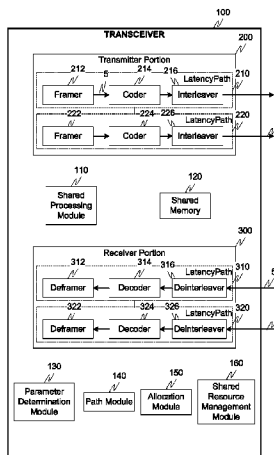 100
TRANSCEIVER
200
Transmitter Portion
212 5 214 216 LatencyPath 210
Framer Coder Interleaver
222 224 226 LatencyPath 220
Framer Coder Interleaver
110
Shared Processing Module
120
Shared Memory
300
Receiver Portion
312 314 316 LatencyPath 310
Deframer Decoder Deinterleaver
322 324 326 LatencyPath 320
Deframer Decoder Deinterleaver
130
Parameter Determination Module
140
Path Module
150
Allocation Module
160
Shared Resource Management Module